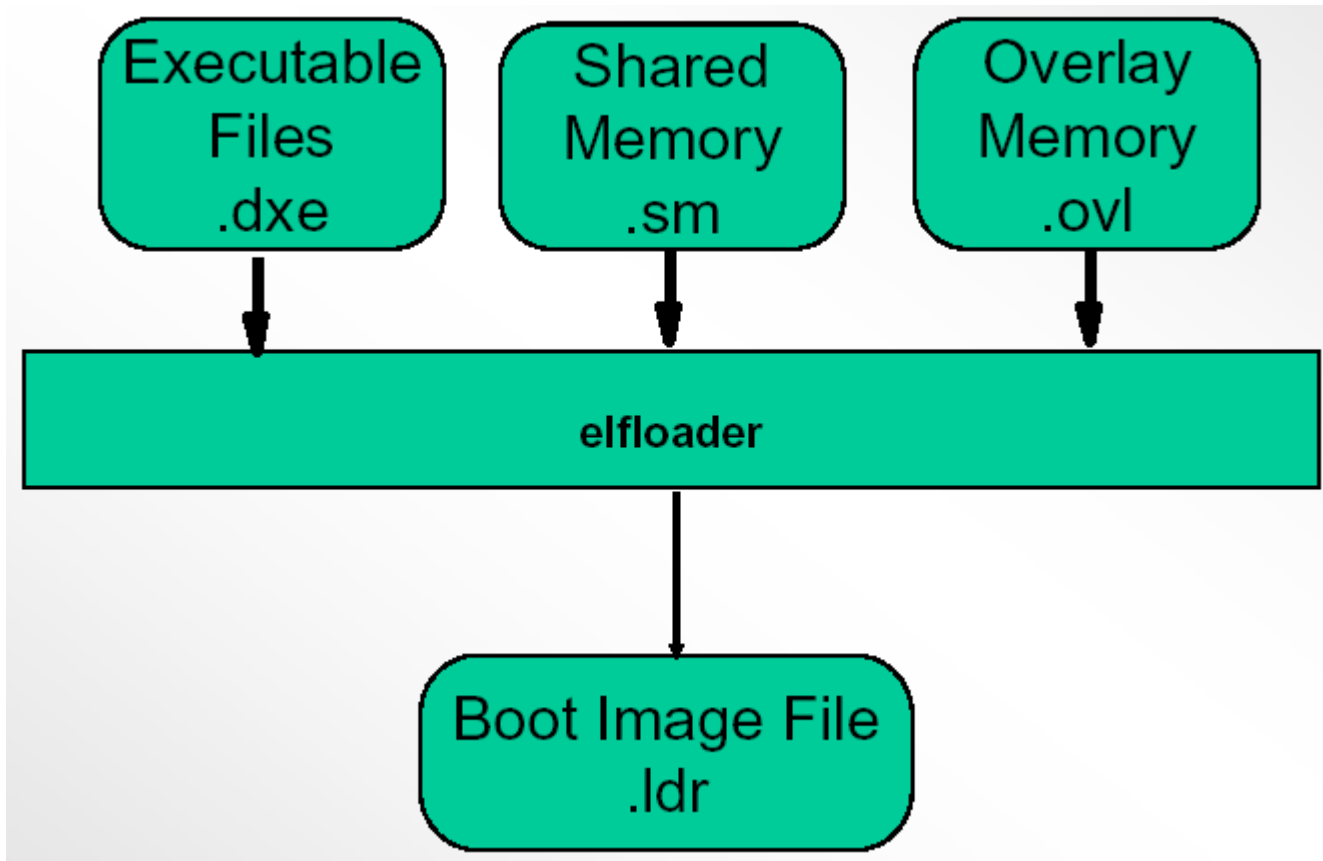 Executable
Files
.dxe
Shared
Memory
.sm
Overlay
Memory
.ovl
elfloader
Boot Image File
.ldr